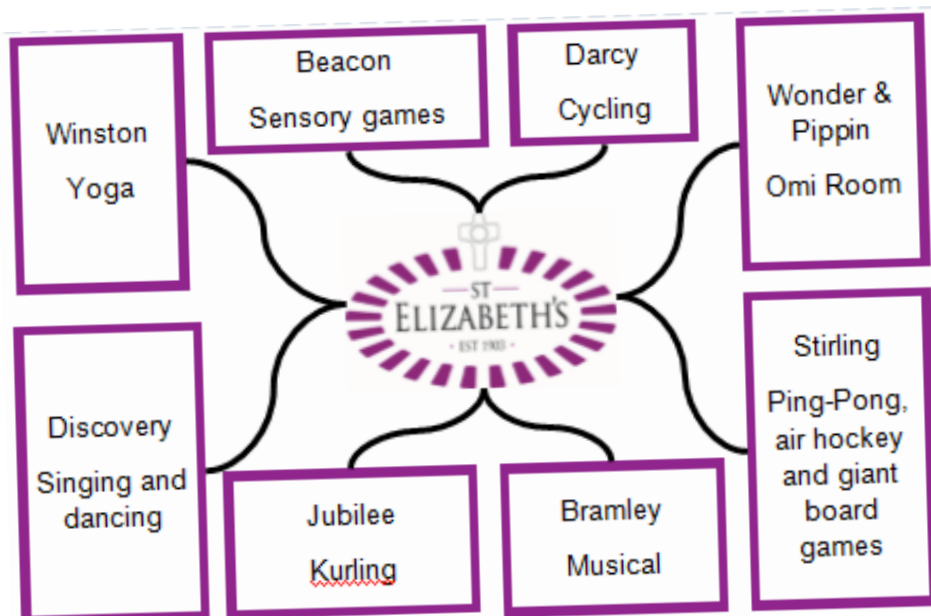 Winston
Yoga
Beacon
Sensory games
Darcy
Cycling
Wonder &
Pippin
Omi Room
ST
ELIZABETH'S
· EST 1903 ·
Discovery
Singing and
dancing
Jubilee
Kurling
Bramley
Musical
Stirling
Ping-Pong,
air hockey
and giant
board
games